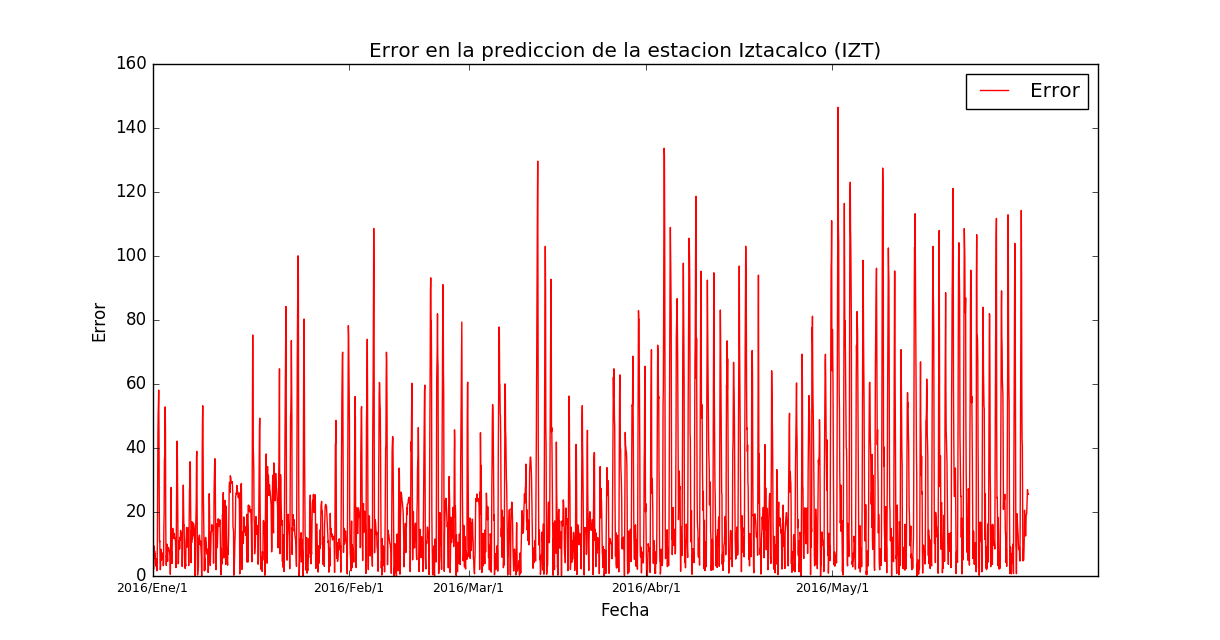 Error en la prediccion de la estacion Iztacalco (IZT)
160
Error
140
120
100
80
60
40
20
0
Error
2016/Ene/1 2016/Feb/1 2016/Mar/1 2016/Abr/1 2016/May/1
Fecha